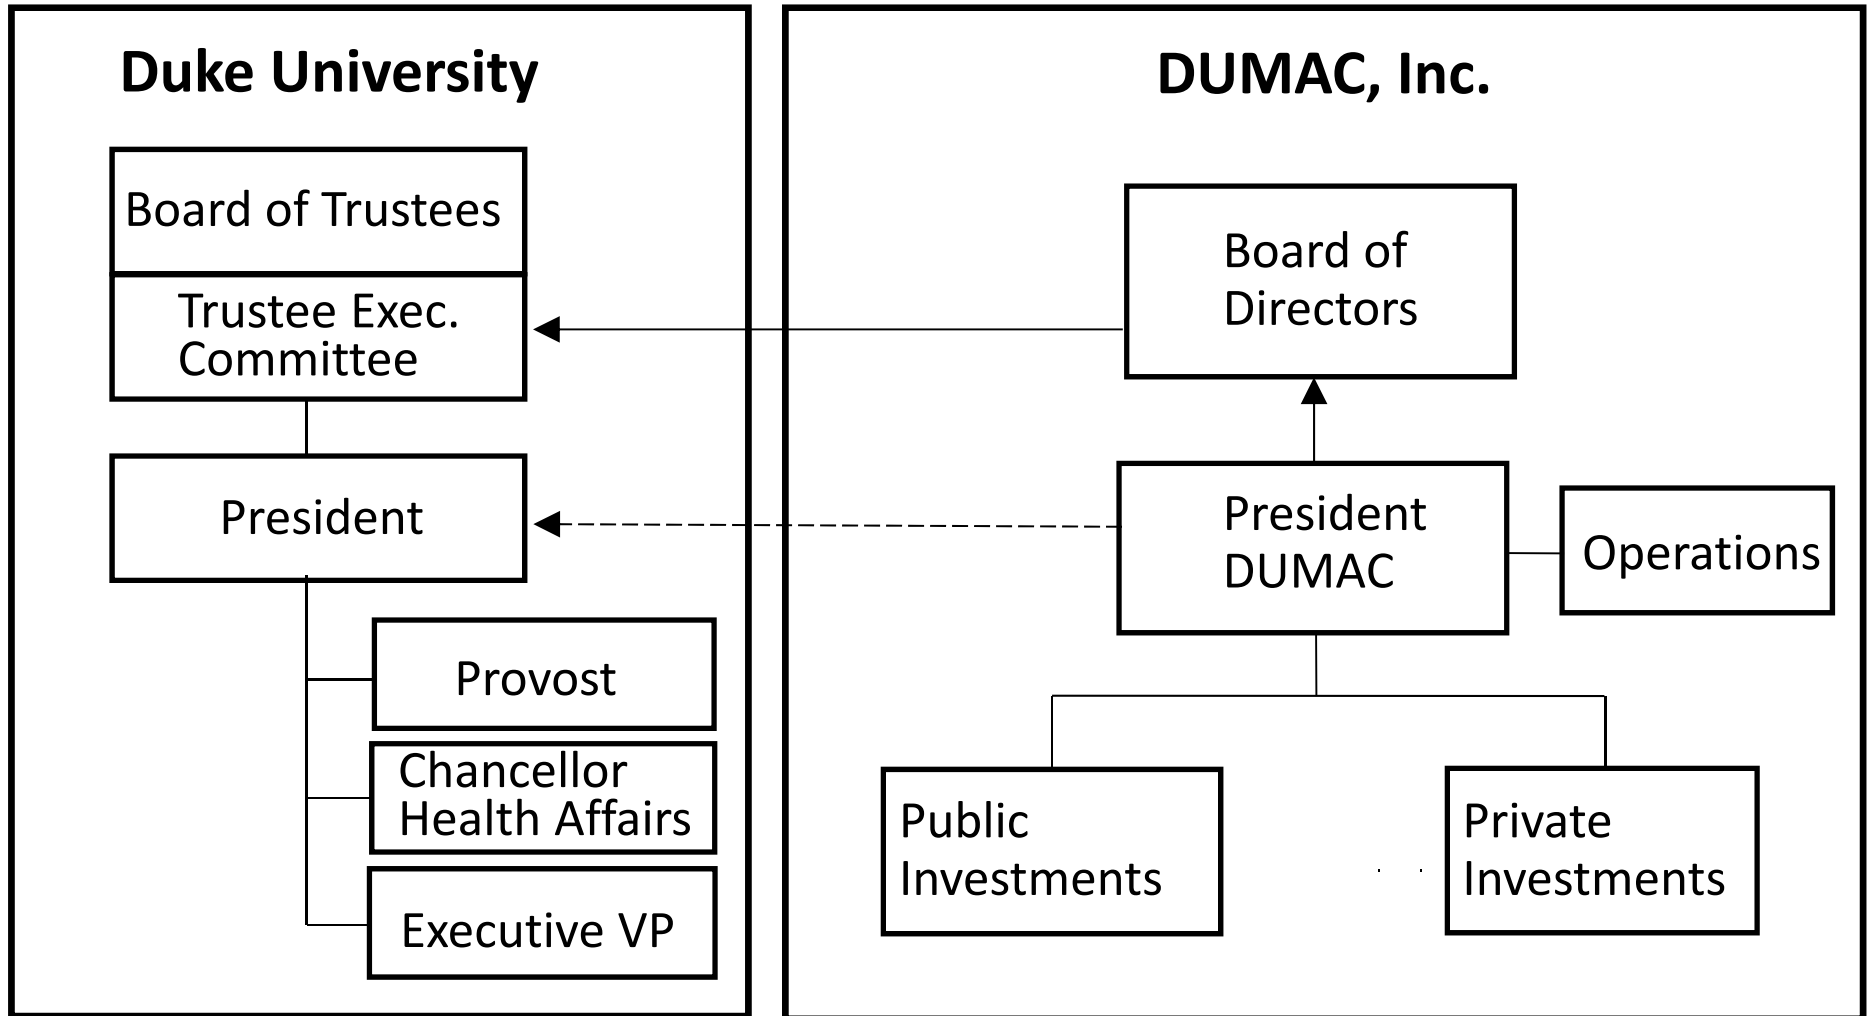 Duke University
Board of Trustees
Trustee Exec.
Committee
President
Provost
Chancellor
Health Affairs
Executive VP
DUMAC, Inc.
Board of
Directors
President
DUMAC
Operations
Public
Investments
Private
Investments